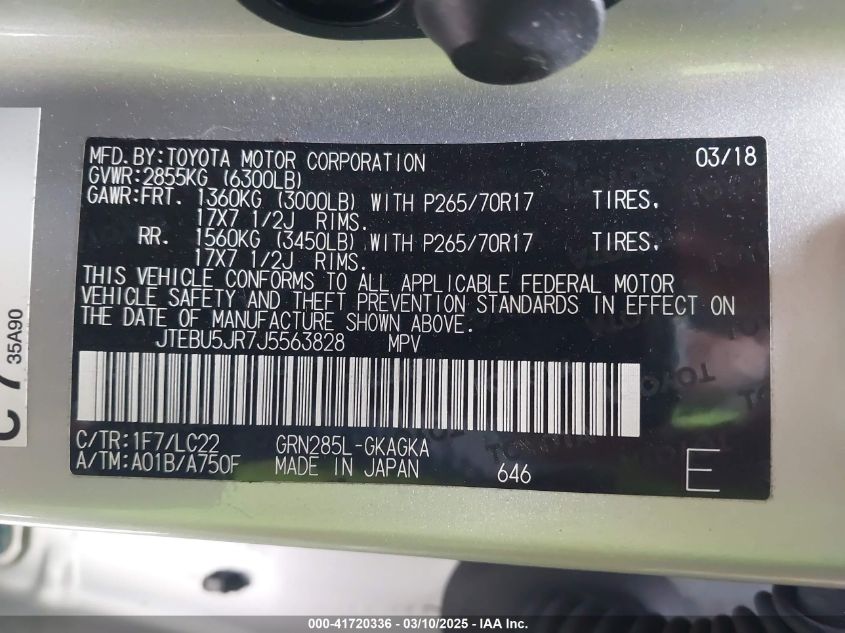 MFD. BY: TOYOTA MOTOR CORPORATION 03/18
GVWR: 2855KG (6300LB)
GAWR: FRT. 1360KG (3000LB) WITH P265/70R17 TIRES.
17X7 1/2J RIMS.
RR. 1560KG (3450LB) WITH P265/70R17 TIRES.
17X7 1/2J RIMS.
THIS VEHICLE CONFORMS TO ALL APPLICABLE FEDERAL MOTOR
VEHICLE SAFETY AND THEFT PREVENTION STANDARDS IN EFFECT ON
THE DATE OF MANUFACTURE SHOWN ABOVE.
JTEBU5JR7J5563828 MPV
C/TR: 1F7/LC22 GRN285L-GKAGKA
A/TM: A01B/A750F MADE IN JAPAN 646 E
35A90
000-41720336 - 03/10/2025 - IAA Inc.